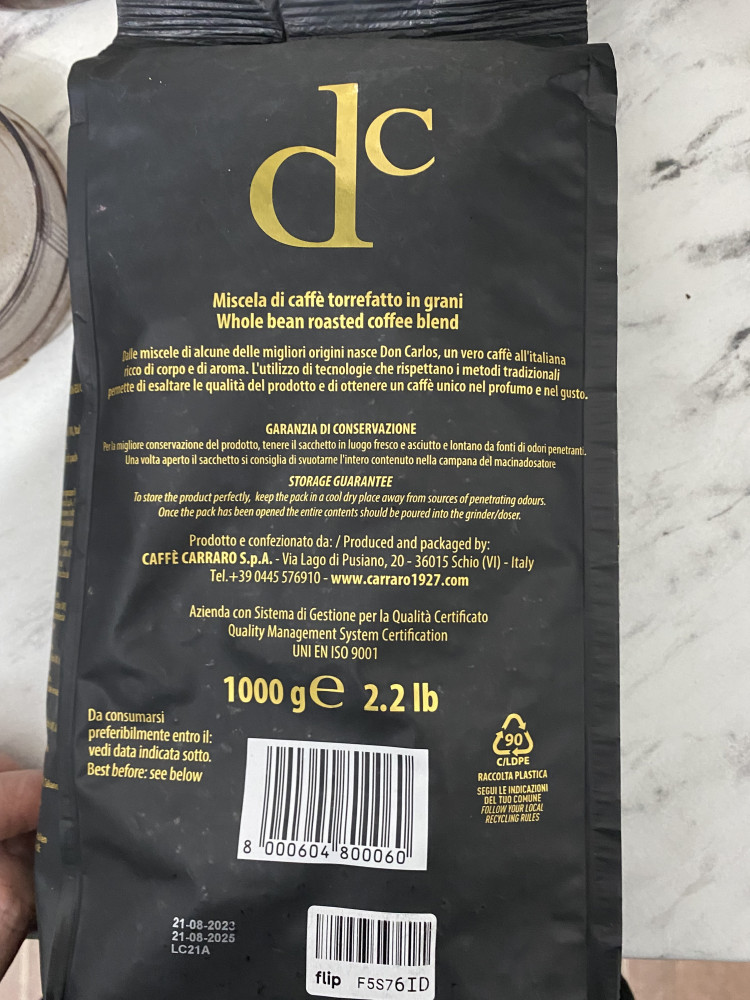 dc
Miscela di caffè torrefatto in grani
Whole bean roasted coffee blend
Dalle miscele di alcune delle migliori origini nasce Don Carlos, un vero caffè all'italiana
ricco di corpo e di aroma. L'utilizzo di tecnologie che rispettano i metodi tradizionali
permette di esaltare le qualità del prodotto e di ottenere un caffè unico nel profumo e nel gusto.
GARANZIA DI CONSERVAZIONE
Per la migliore conservazione del prodotto, tenere il sacchetto in luogo fresco e asciutto e lontano da fonti di odori penetranti.
Una volta aperto il sacchetto si consiglia di svuotarne l'intero contenuto nella campana del macinadosatore
STORAGE GUARANTEE
To store the product perfectly, keep the pack in a cool dry place away from sources of penetrating odours.
Once the pack has been opened the entire contents should be poured into the grinder/doser.
Prodotto e confezionato da: / Produced and packaged by:
CAFFÈ CARRARO S.p.A. - Via Lago di Pusiano, 20 - 36015 Schio (VI) - Italy
Tel.+39 0445 576910 - www.carraro1927.com
Azienda con Sistema di Gestione per la Qualità Certificato
Quality Management System Certification
UNI EN ISO 9001
1000 g e 2.2 lb
Da consumarsi
preferibilmente entro il:
vedi data indicata sotto.
Best before: see below
90
C/LDPE
RACCOLTA PLASTICA
SEGUI LE INDICAZIONI
DEL TUO COMUNE
FOLLOW YOUR LOCAL
RECYCLING RULES
8 000604 800060
21-08-2023
21-08-2025
LC21A
flip F5S76ID